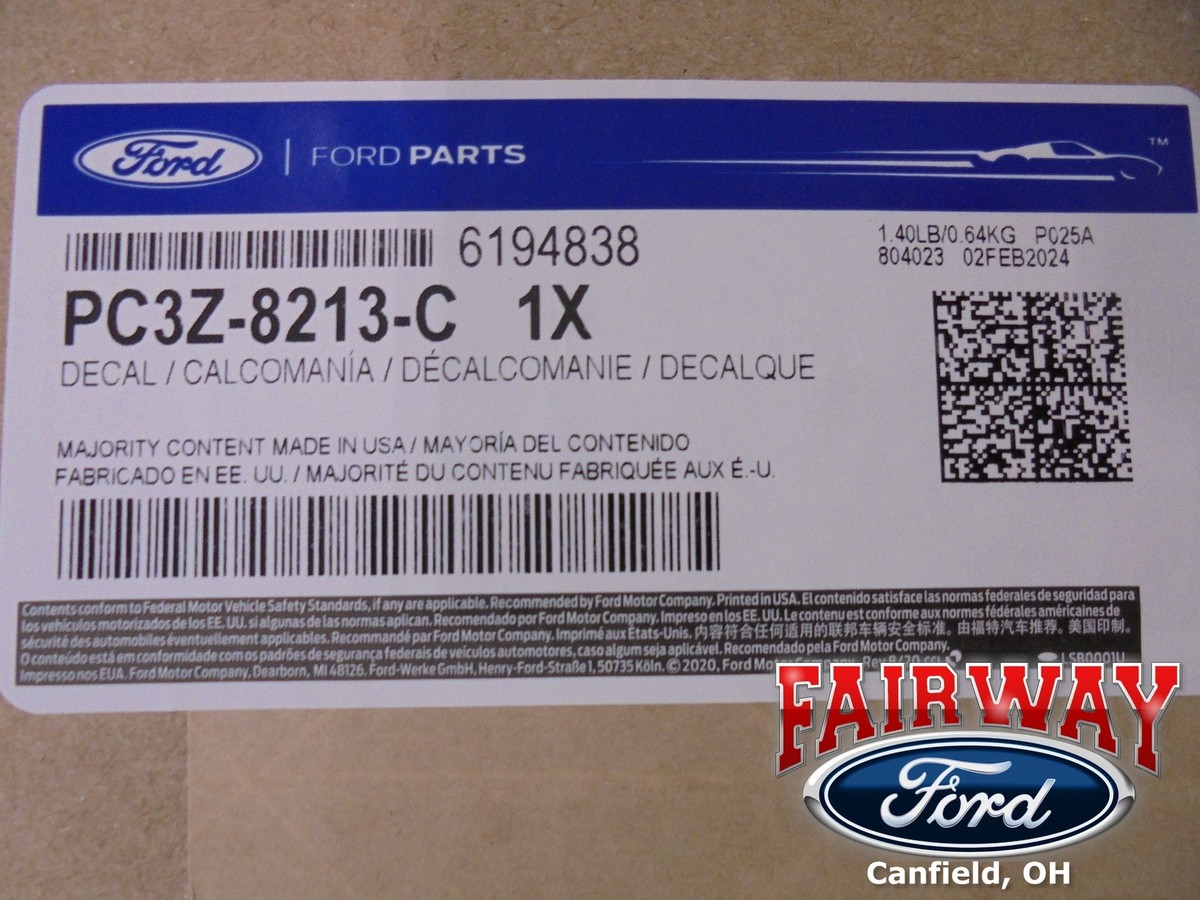 Ford | FORD PARTS ™
6194838
1.40LB/0.64KG P025A
804023 02FEB2024
PC3Z-8213-C 1X
DECAL / CALCOMANÍA / DÉCALCOMANIE / DECALQUE
MAJORITY CONTENT MADE IN USA / MAYORÍA DEL CONTENIDO
FABRICADO EN EE. UU. / MAJORITÉ DU CONTENU FABRIQUÉE AUX É.-U.
Contents conform to Federal Motor Vehicle Safety Standards, if any are applicable. Recommended by Ford Motor Company. Printed in USA. El contenido satisface las normas federales de seguridad para
los vehículos motorizados de los EE. UU. si algunas de las normas aplican. Recomendado por Ford Motor Company. Impreso en los EE. UU. Le contenu est conforme aux normes fédérales américaines de
sécurité des automobiles éventuellement applicables. Recommandé par Ford Motor Company. Imprimé aux États-Unis. 内容符合任何适用的联邦车辆安全标准。由福特汽车推荐。美国印制。
O conteúdo está em conformidade com os padrões de segurança federais de veículos automotores, caso algum seja aplicável. Recomendado pela Ford Motor Company.
Impresso nos EUA. Ford Motor Company, Dearborn, MI 48126. Ford-Werke GmbH, Henry-Ford-Straße 1, 50735 Köln. © 2020, Ford Motor Company
FAIRWAY
Ford
Canfield, OH